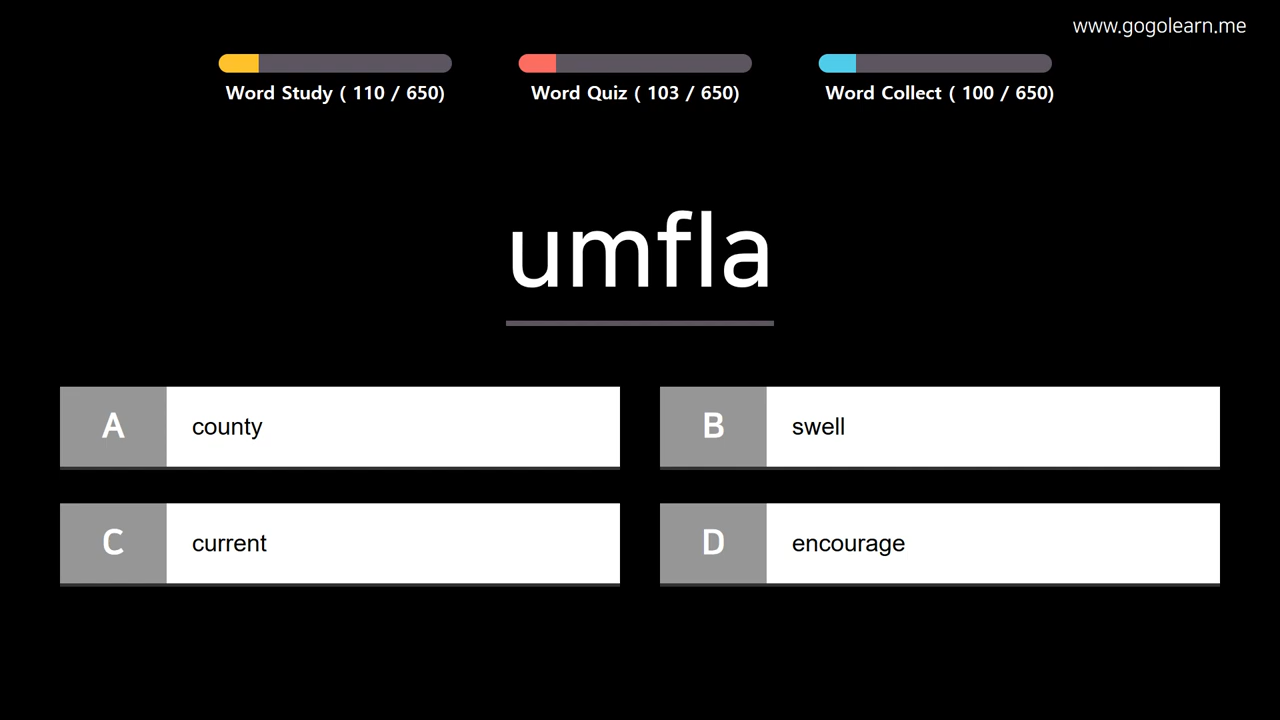 www.gogolearn.me
Word Study ( 110 / 650)
Word Quiz ( 103 / 650)
Word Collect ( 100 / 650)
umfla
A county
B swell
C current
D encourage